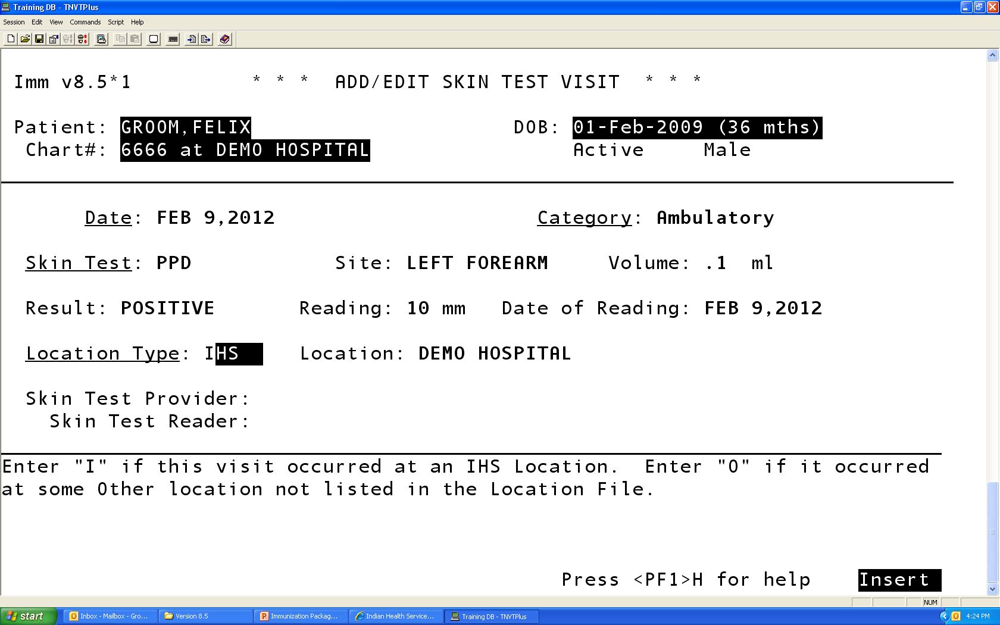 Training DB - TNVTPlus
Session Edit View Commands Script Help
Imm v8.5*1 * * * ADD/EDIT SKIN TEST VISIT * * *
Patient: GROOM,FELIX DOB: 01-Feb-2009 (36 mths)
Chart#: 6666 at DEMO HOSPITAL Active Male
Date: FEB 9,2012 Category: Ambulatory
Skin Test: PPD Site: LEFT FOREARM Volume: .1 ml
Result: POSITIVE Reading: 10 mm Date of Reading: FEB 9,2012
Location Type: IHS Location: DEMO HOSPITAL
Skin Test Provider:
Skin Test Reader:
Enter "I" if this visit occurred at an IHS Location. Enter "O" if it occurred
at some Other location not listed in the Location File.
Press <PF1>H for help Insert
NUM
start Inbox - Mailbox - Gro... Version 8.5 Immunization Packag... Indian Health Service... Training DB - TNVTPlus 4:24 PM